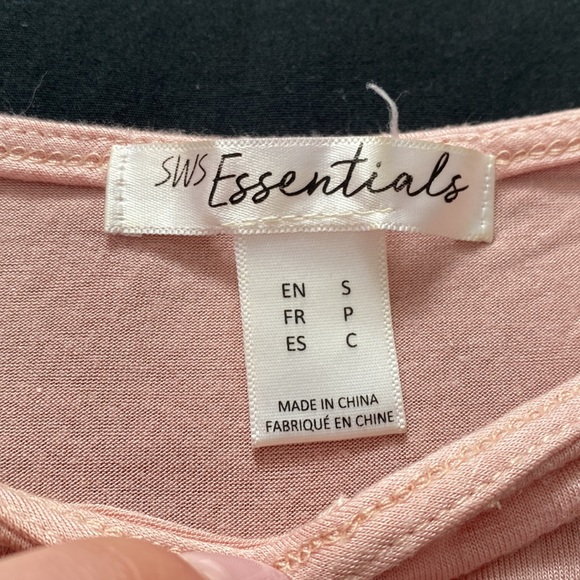 SWS Essentials
EN S
FR P
ES C
MADE IN CHINA
FABRIQUÉ EN CHINE